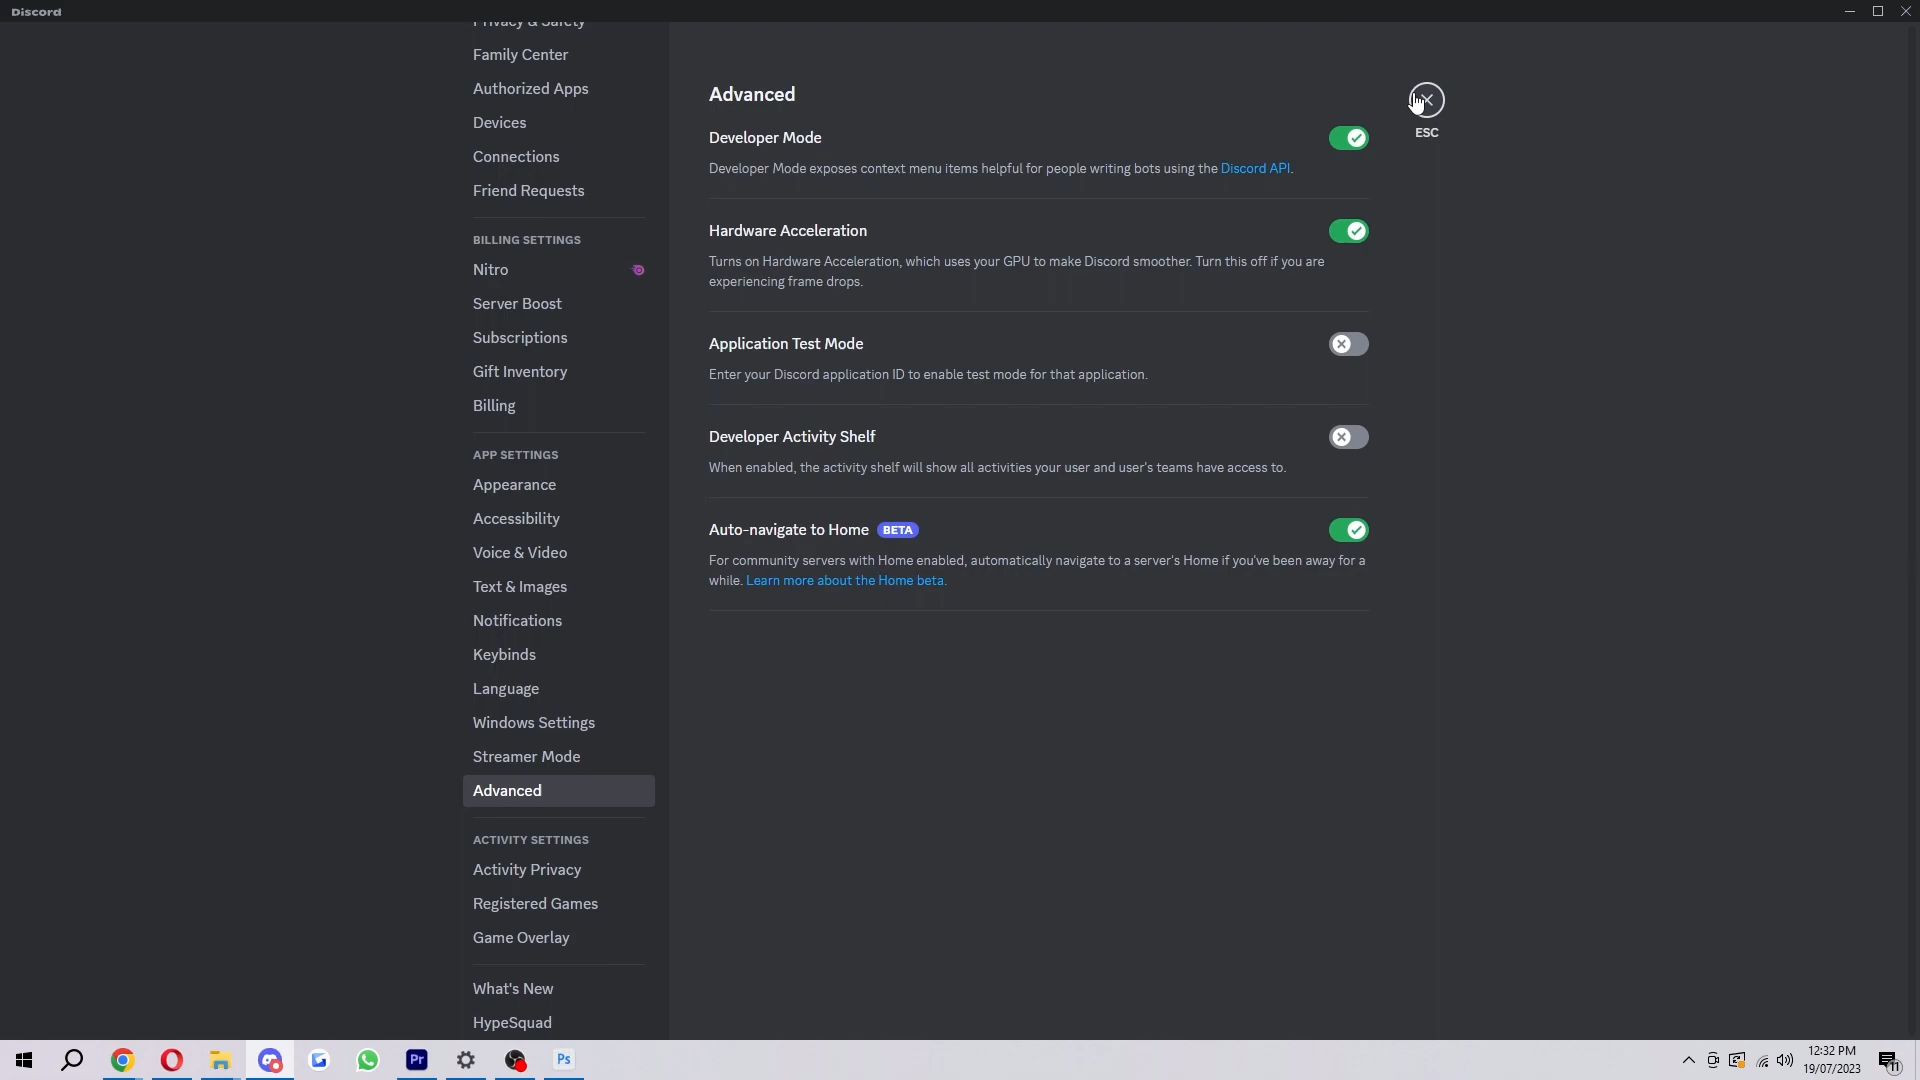 Discord
Privacy & Safety
Family Center
Authorized Apps
Devices
Connections
Friend Requests
BILLING SETTINGS
Nitro
Server Boost
Subscriptions
Gift Inventory
Billing
APP SETTINGS
Appearance
Accessibility
Voice & Video
Text & Images
Notifications
Keybinds
Language
Windows Settings
Streamer Mode
Advanced
ACTIVITY SETTINGS
Activity Privacy
Registered Games
Game Overlay
What's New
HypeSquad
Advanced
ESC
Developer Mode
Developer Mode exposes context menu items helpful for people writing bots using the Discord API.
Hardware Acceleration
Turns on Hardware Acceleration, which uses your GPU to make Discord smoother. Turn this off if you are
experiencing frame drops.
Application Test Mode
Enter your Discord application ID to enable test mode for that application.
Developer Activity Shelf
When enabled, the activity shelf will show all activities your user and user's teams have access to.
Auto-navigate to Home BETA
For community servers with Home enabled, automatically navigate to a server's Home if you've been away for a
while. Learn more about the Home beta.
Pr
Ps
12:32 PM
19/07/2023
11